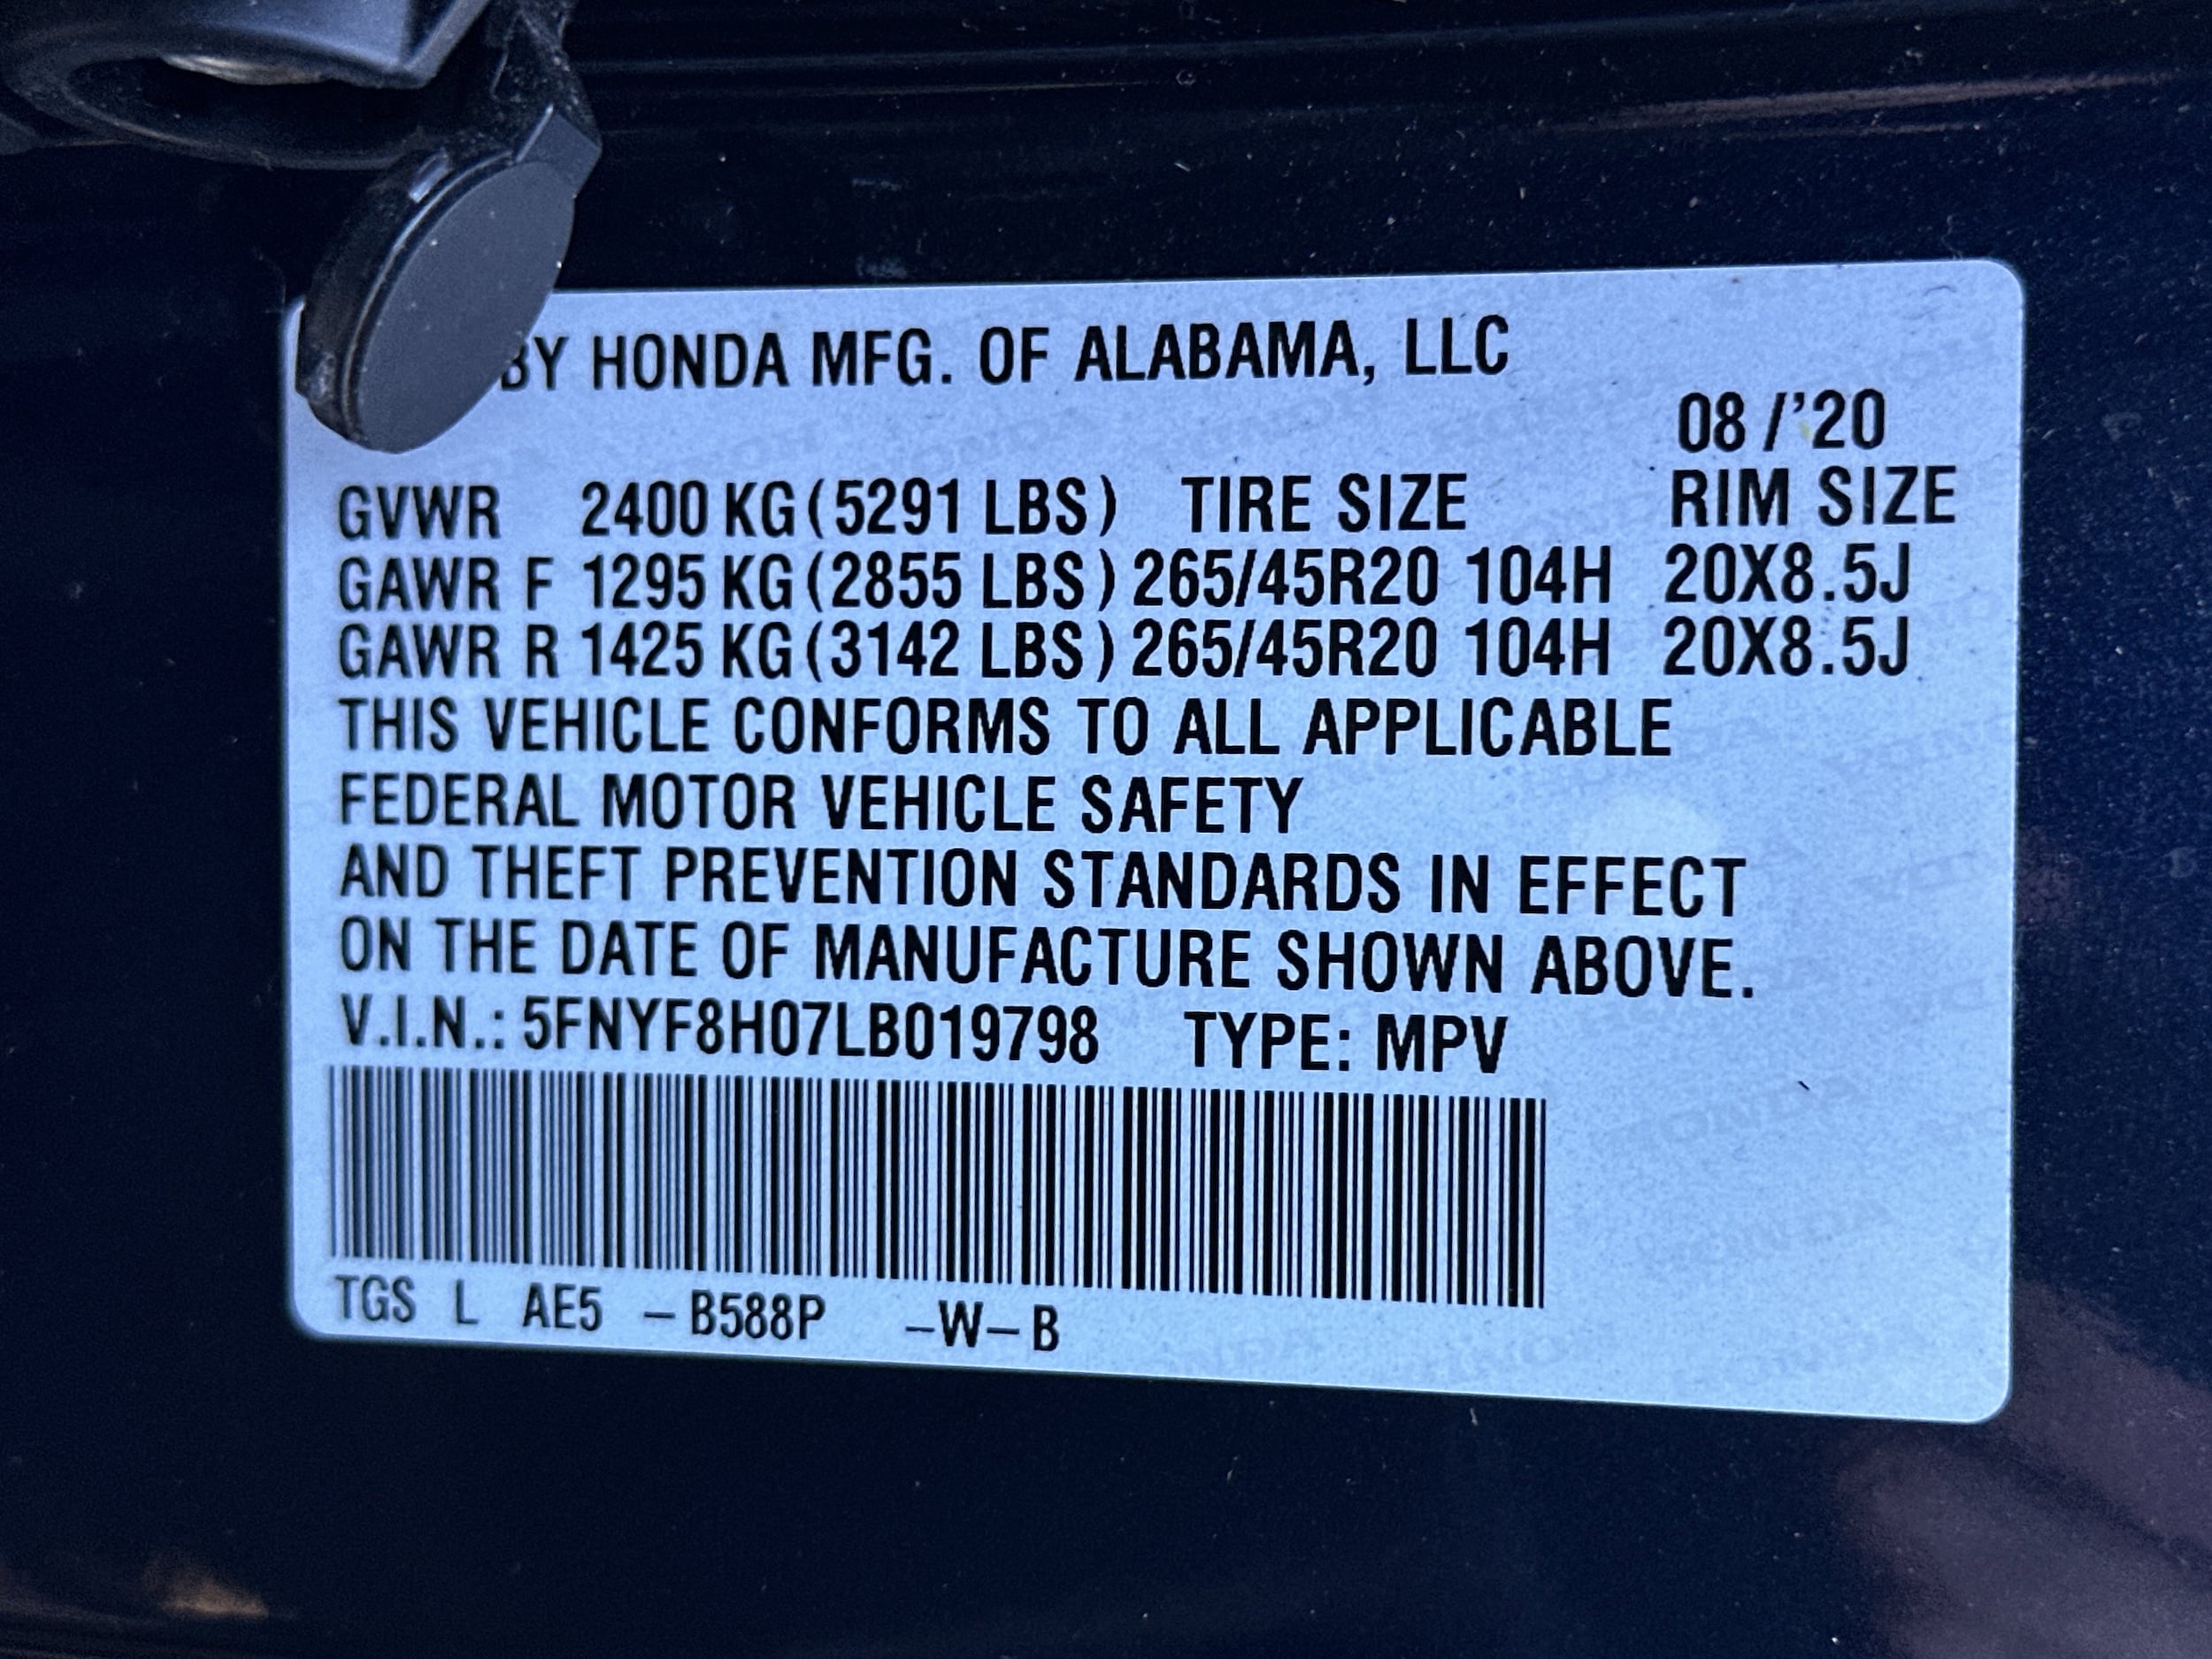 BY HONDA MFG. OF ALABAMA, LLC
08 /'20
GVWR 2400 KG (5291 LBS) TIRE SIZE RIM SIZE
GAWR F 1295 KG (2855 LBS) 265/45R20 104H 20X8.5J
GAWR R 1425 KG (3142 LBS) 265/45R20 104H 20X8.5J
THIS VEHICLE CONFORMS TO ALL APPLICABLE
FEDERAL MOTOR VEHICLE SAFETY
AND THEFT PREVENTION STANDARDS IN EFFECT
ON THE DATE OF MANUFACTURE SHOWN ABOVE.
V.I.N.: 5FNYF8H07LB019798 TYPE: MPV
TGS L AE5 – B588P –W– B